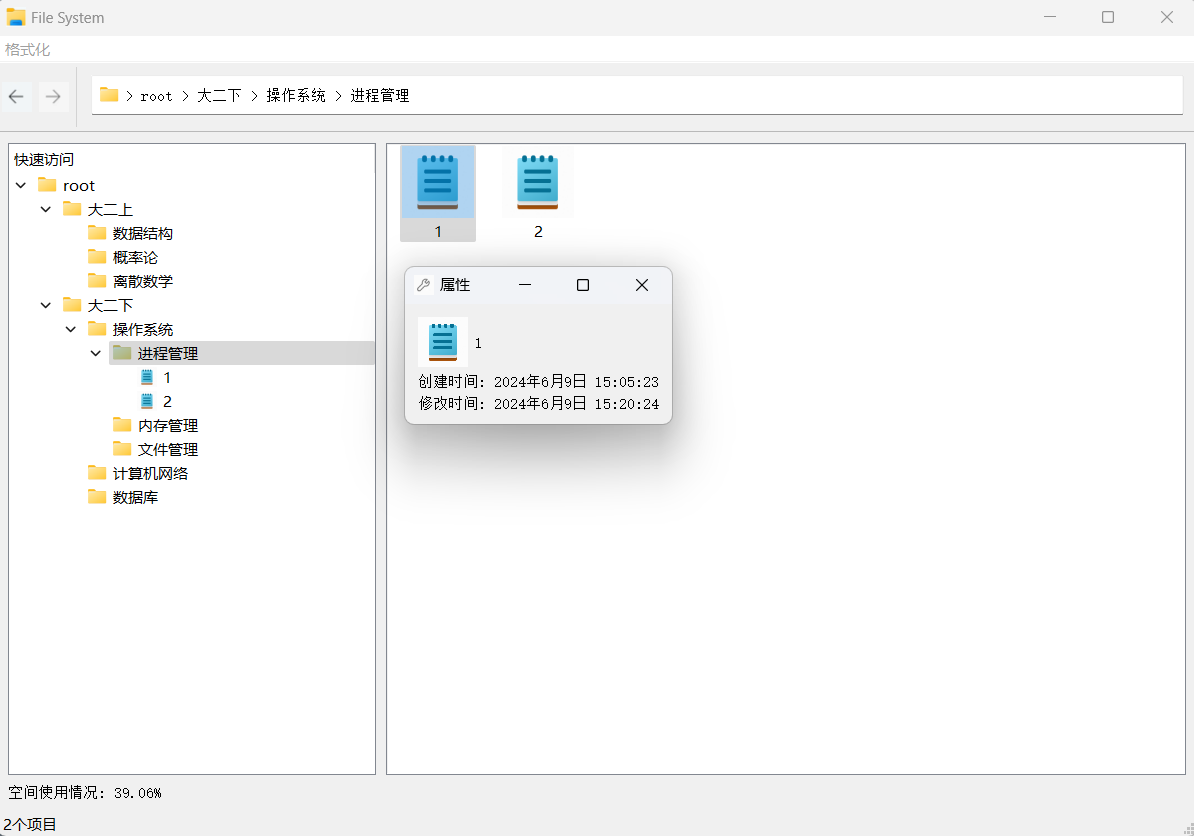 File System
格式化
root 大二下 操作系统 进程管理
快速访问
root
大二上
数据结构
概率论
离散数学
大二下
操作系统
进程管理
1
2
内存管理
文件管理
计算机网络
数据库
1
2
属性
1
创建时间: 2024年6月9日 15:05:23
修改时间: 2024年6月9日 15:20:24
空间使用情况: 39.06%
2个项目